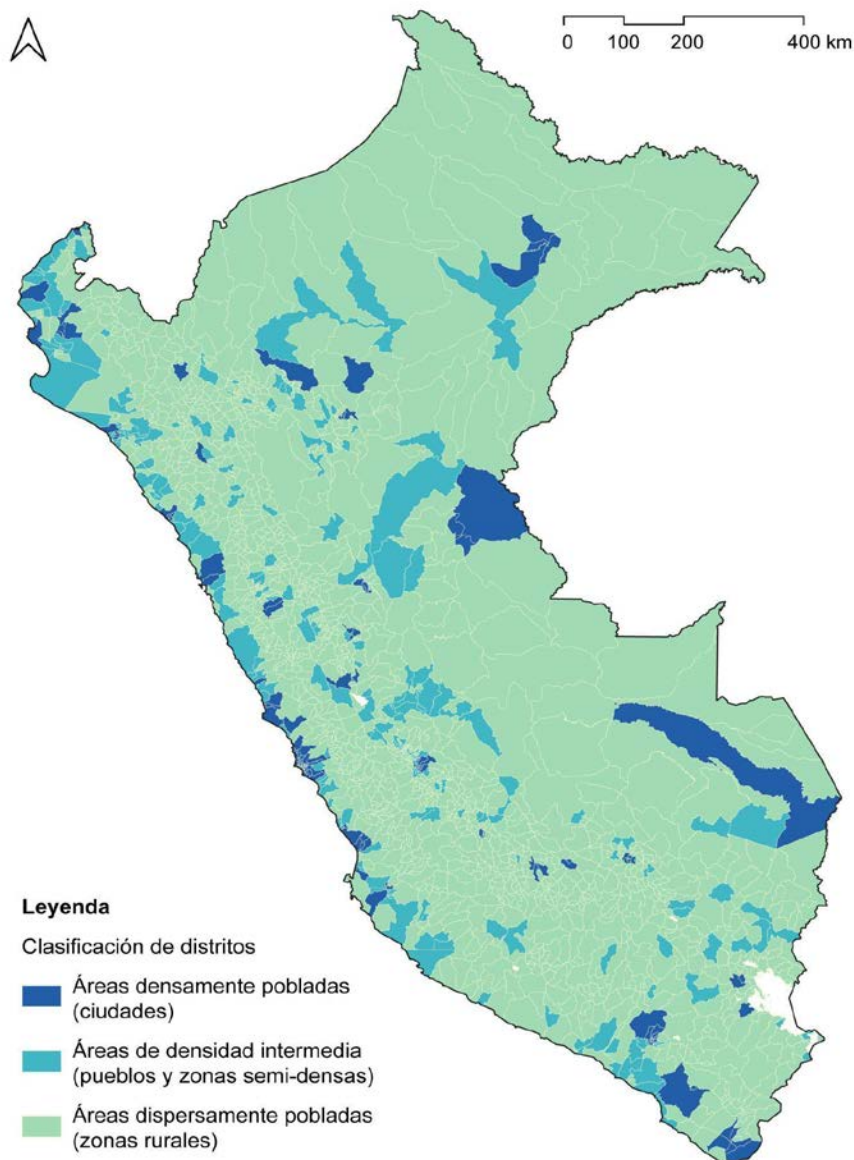 0 100 200 400 km
Leyenda
Clasificación de distritos
Áreas densamente pobladas
(ciudades)
Áreas de densidad intermedia
(pueblos y zonas semi-densas)
Áreas dispersamente pobladas
(zonas rurales)